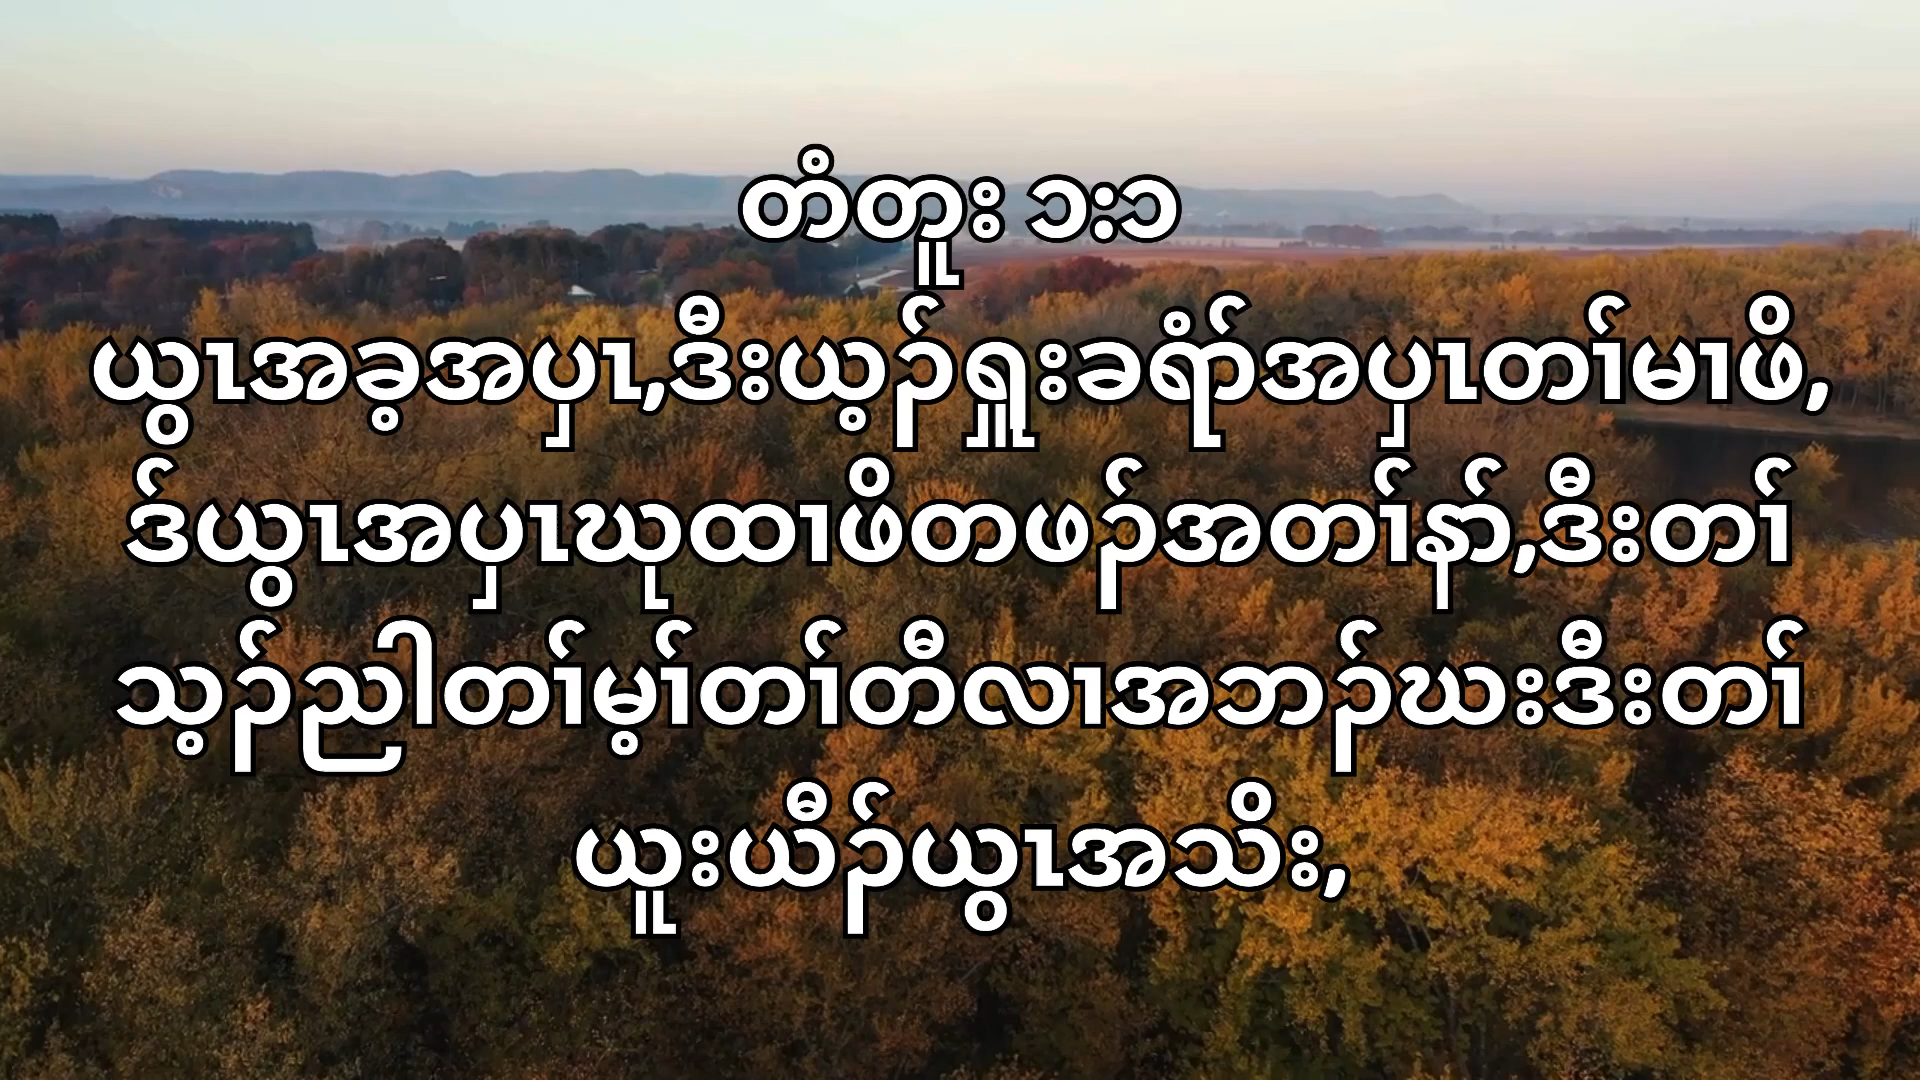 တံတူး ၁:၁
ယွၤအခ့အပှၤ,ဒီးယ့ၣ်ရှူးခရံာ်အပှၤတၢ်မၢဖိ,
ဒ်ယွၤအပှၤဃုထၢဖိတဖၣ်အတၢ်နာ်,ဒီးတၢ်
သ့ၣ်ညါတၢ်မ့ၢ်တၢ်တီလၢအဘၣ်ဃးဒီးတၢ်
ယူးယီၣ်ယွၤအသိး,